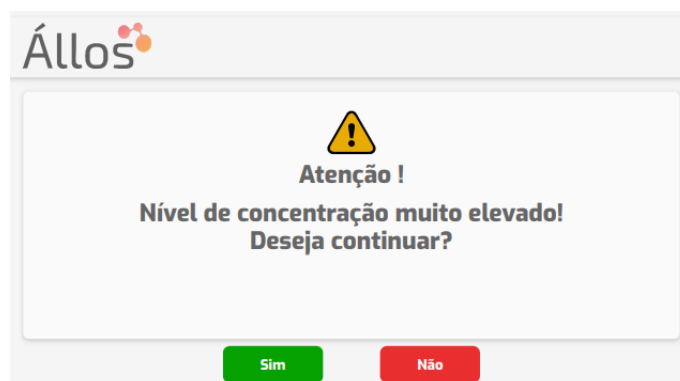 Állos
Atenção !
Nível de concentração muito elevado!
Deseja continuar?
Sim
Não